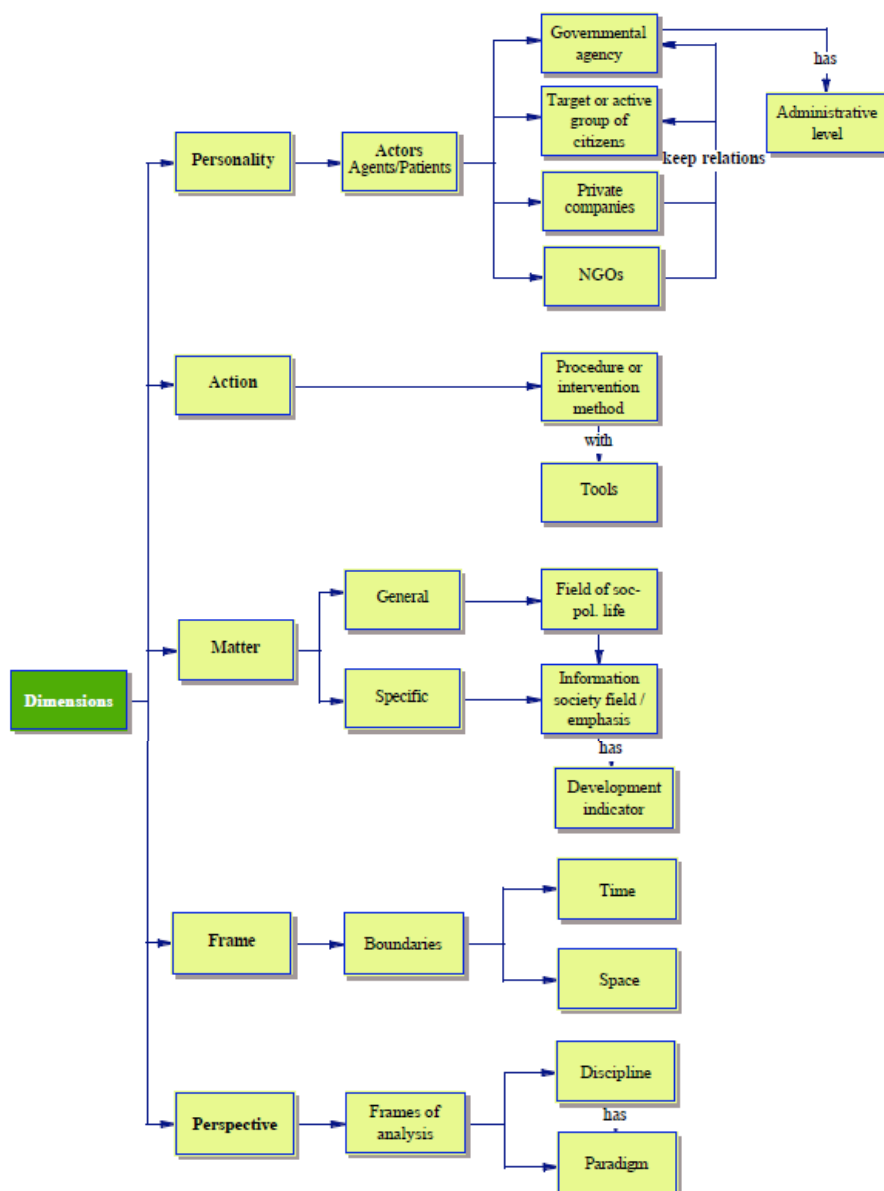 Governmental
agency
has
Target or active
group of
citizens
Administrative
level
Personality
Actors
Agents/Patients
keep relations
Private
companies
NGOs
Action
Procedure or
intervention
method
with
Tools
General
Field of soc-
pol. life
Matter
Specific
Information
society field /
emphasis
Dimensions
has
Development
indicator
Time
Frame
Boundaries
Space
Discipline
Perspective
Frames of
analysis
has
Paradigm